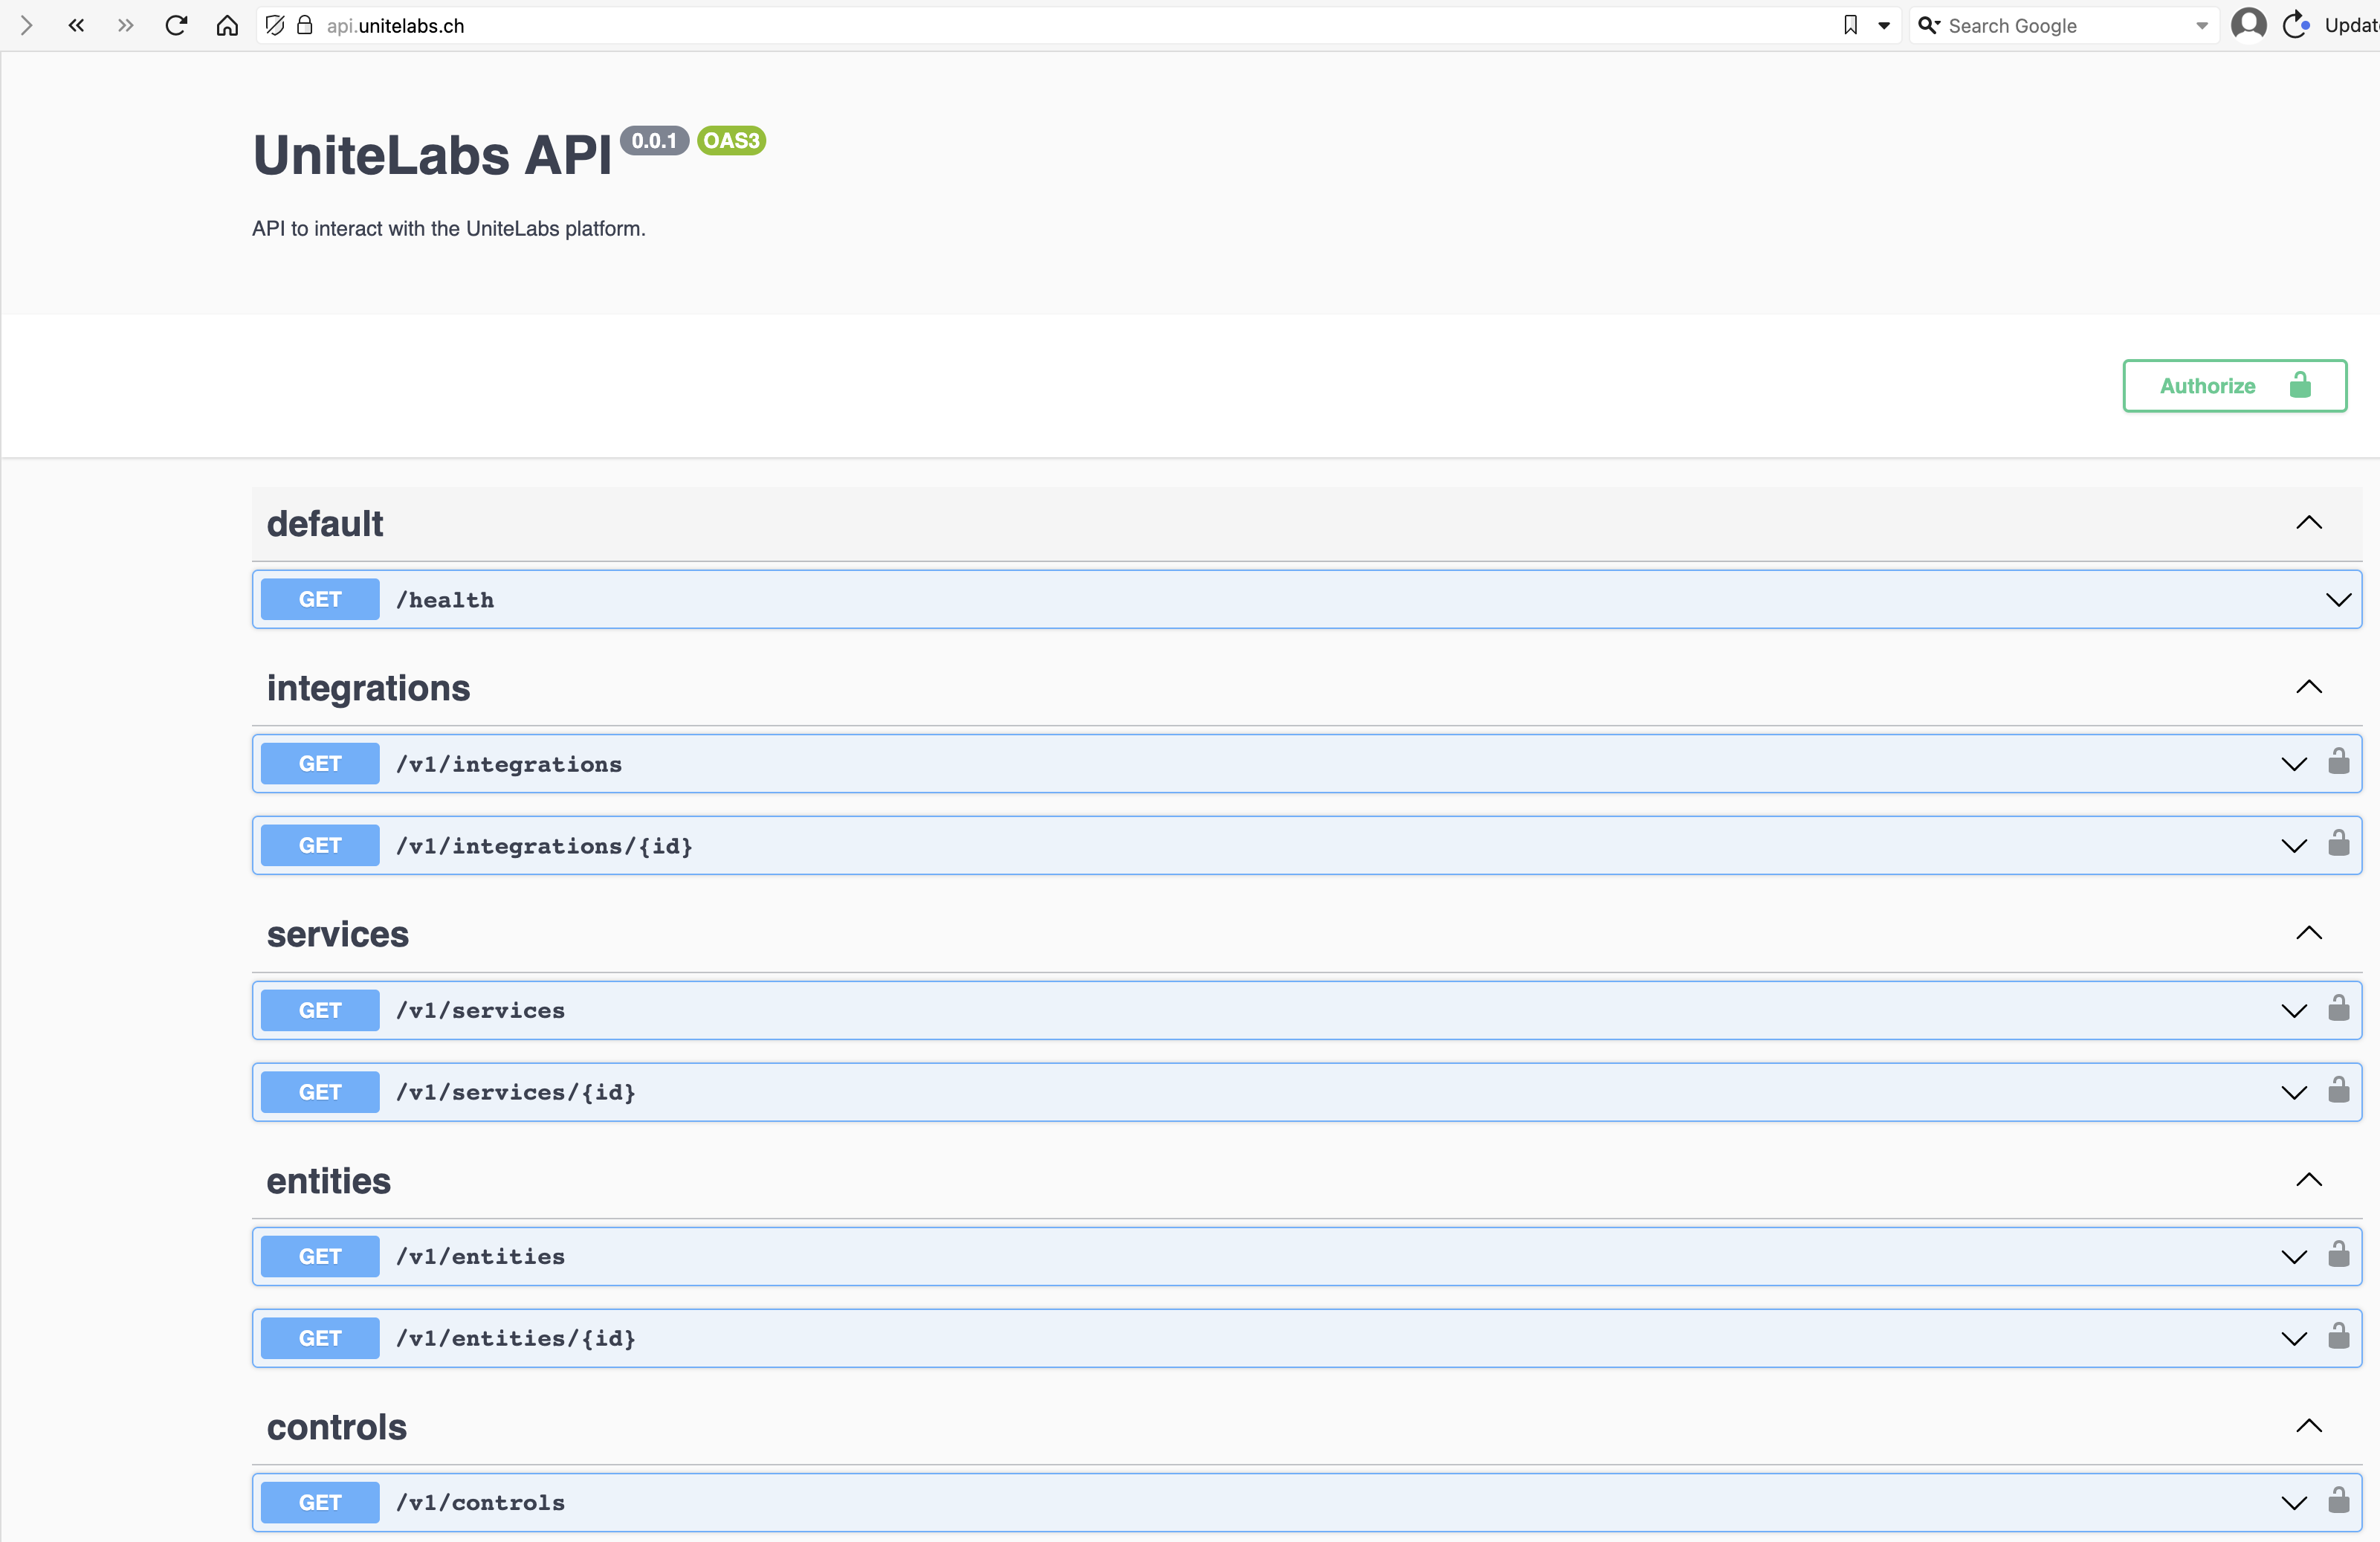 api.unitelabs.ch
Search Google
Updat
UniteLabs API 0.0.1 OAS3
API to interact with the UniteLabs platform.
Authorize
default
GET /health
integrations
GET /v1/integrations
GET /v1/integrations/{id}
services
GET /v1/services
GET /v1/services/{id}
entities
GET /v1/entities
GET /v1/entities/{id}
controls
GET /v1/controls